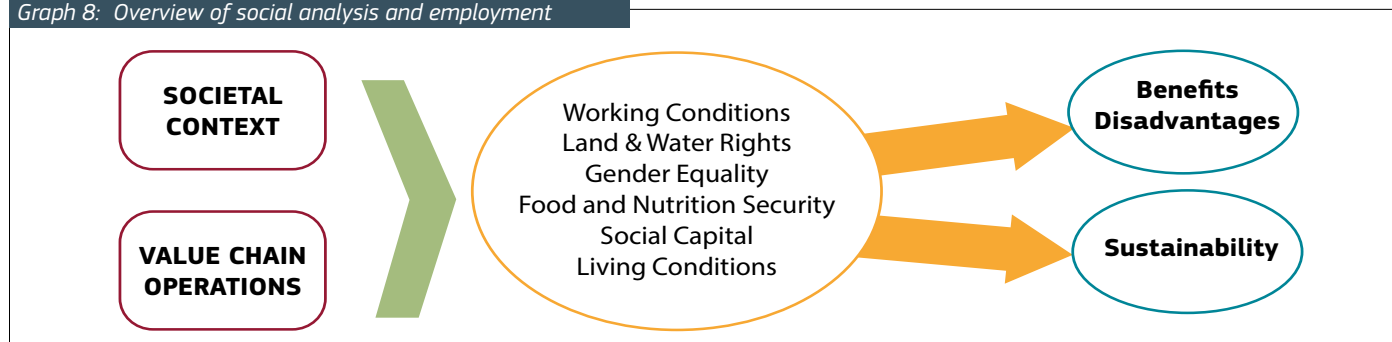 Graph 8: Overview of social analysis and employment
SOCIETAL
CONTEXT
VALUE CHAIN
OPERATIONS
Working Conditions
Land & Water Rights
Gender Equality
Food and Nutrition Security
Social Capital
Living Conditions
Benefits
Disadvantages
Sustainability